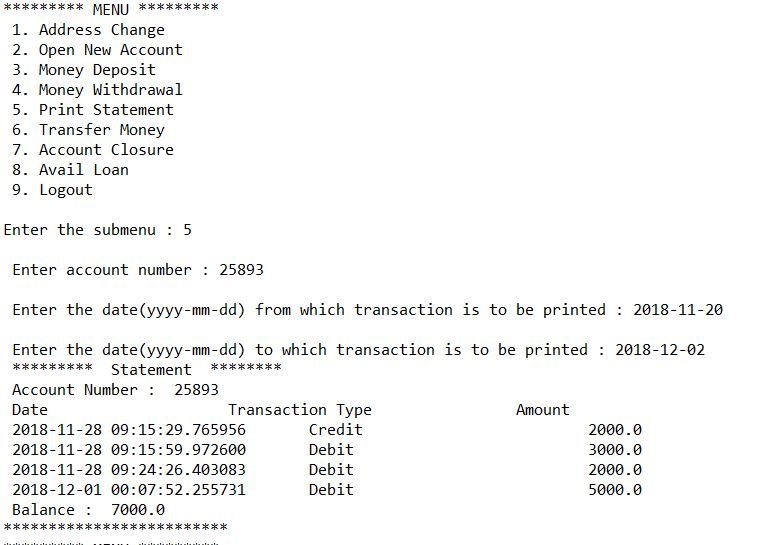 ********* MENU *********
1. Address Change
2. Open New Account
3. Money Deposit
4. Money Withdrawal
5. Print Statement
6. Transfer Money
7. Account Closure
8. Avail Loan
9. Logout
Enter the submenu : 5
Enter account number : 25893
Enter the date(yyyy-mm-dd) from which transaction is to be printed : 2018-11-20
Enter the date(yyyy-mm-dd) to which transaction is to be printed : 2018-12-02
********* Statement ********
Account Number : 25893
Date Transaction Type Amount
2018-11-28 09:15:29.765956 Credit 2000.0
2018-11-28 09:15:59.972600 Debit 3000.0
2018-11-28 09:24:26.403083 Debit 2000.0
2018-12-01 00:07:52.255731 Debit 5000.0
Balance : 7000.0
*************************